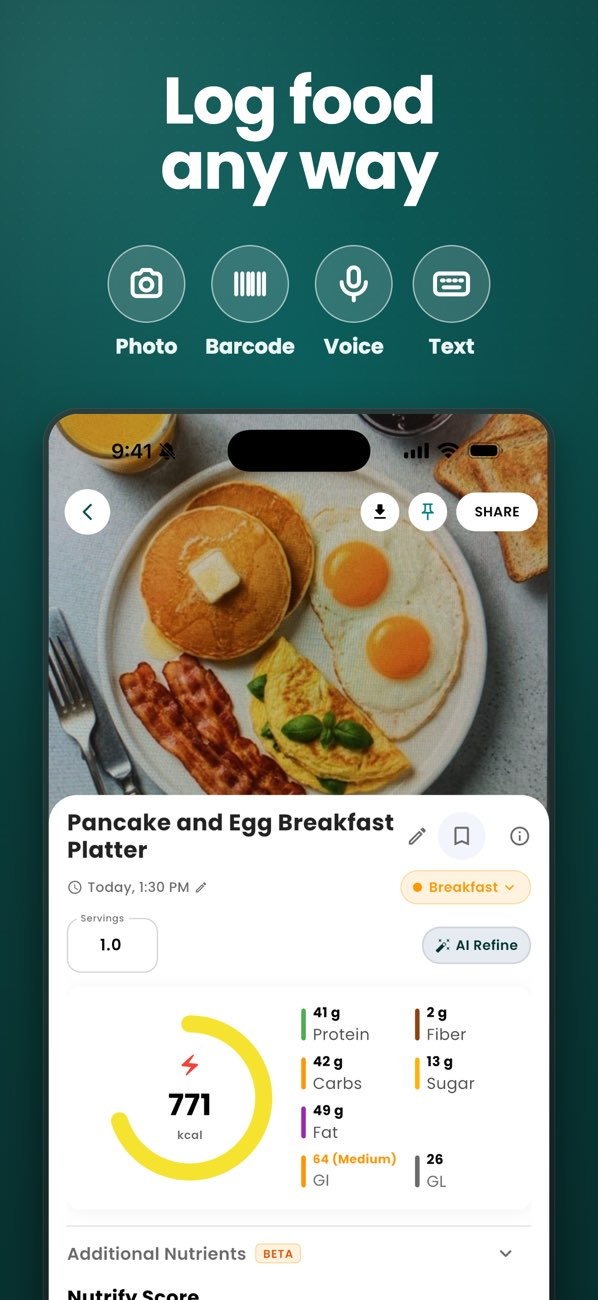 Log food
any way
Photo Barcode Voice Text
9:41
SHARE
Pancake and Egg Breakfast
Platter
Today, 1:30 PM
Breakfast
Servings
1.0
AI Refine
771
kcal
41 g
Protein
2 g
Fiber
42 g
Carbs
13 g
Sugar
49 g
Fat
64 (Medium)
GI
26
GL
Additional Nutrients BETA
Nutrify Score